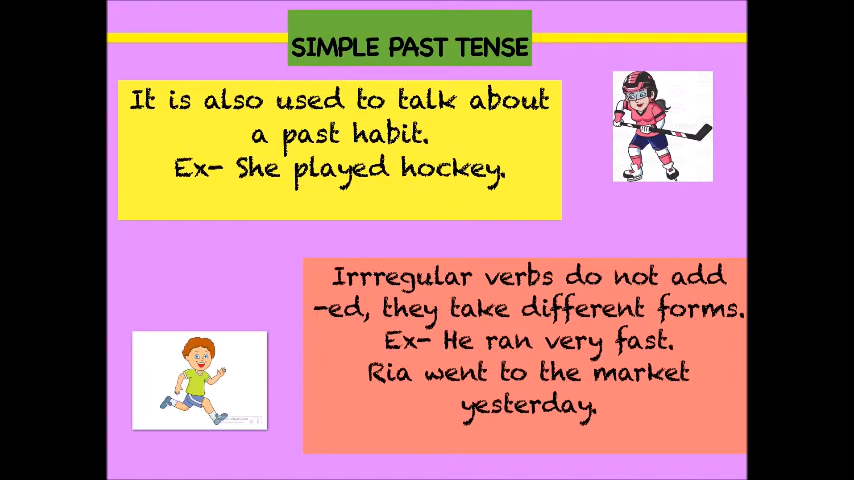 SIMPLE PAST TENSE
It is also used to talk about
a past habit.
Ex- She played hockey.
Irrregular verbs do not add
-ed, they take different forms.
Ex- He ran very fast.
Ria went to the market
yesterday.